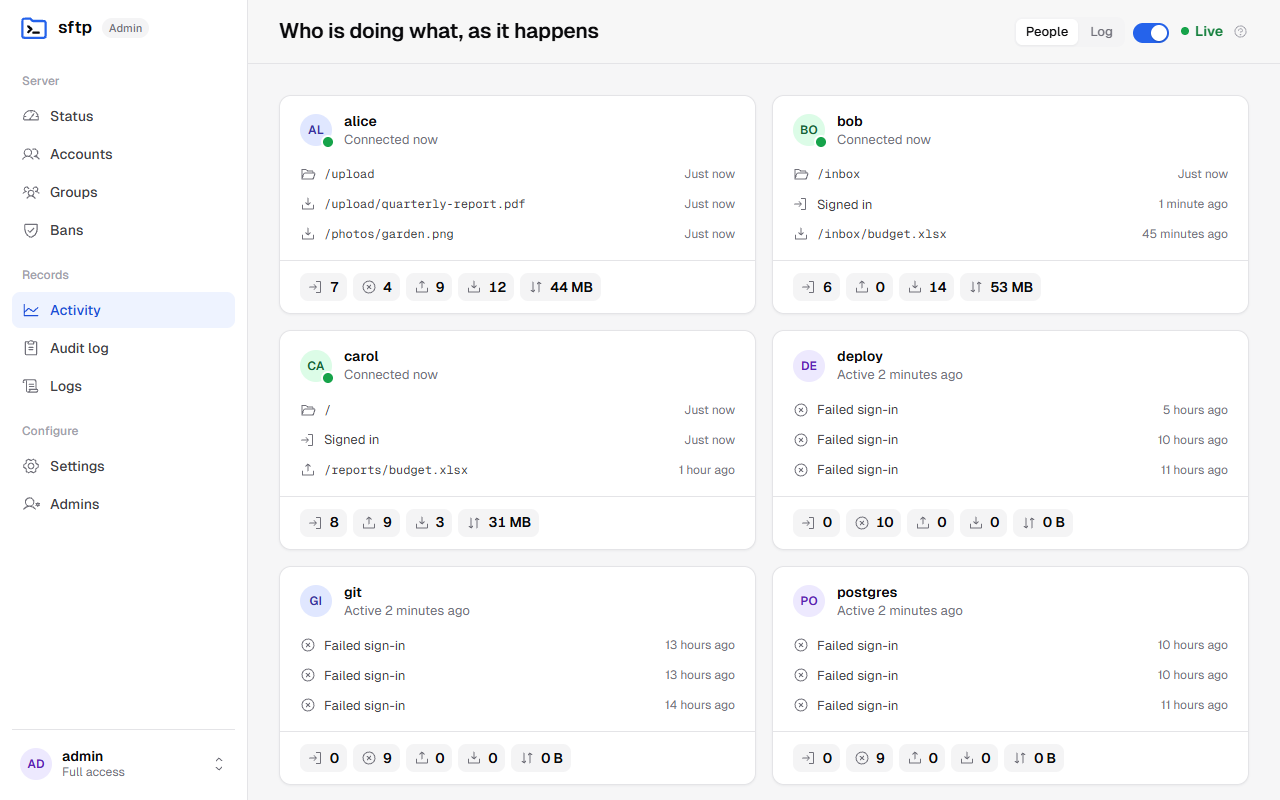 sftp Admin
Server
Status
Accounts
Groups
Bans
Records
Activity
Audit log
Logs
Configure
Settings
Admins
AD admin
Full access
Who is doing what, as it happens
People Log Live
AL alice
Connected now
/upload Just now
/upload/quarterly-report.pdf Just now
/photos/garden.png Just now
7 4 9 12 44 MB
BO bob
Connected now
/inbox Just now
Signed in 1 minute ago
/inbox/budget.xlsx 45 minutes ago
6 0 14 53 MB
CA carol
Connected now
/ Just now
Signed in Just now
/reports/budget.xlsx 1 hour ago
8 9 3 31 MB
DE deploy
Active 2 minutes ago
Failed sign-in 5 hours ago
Failed sign-in 10 hours ago
Failed sign-in 11 hours ago
0 10 0 0 0 B
GI git
Active 2 minutes ago
Failed sign-in 13 hours ago
Failed sign-in 13 hours ago
Failed sign-in 14 hours ago
0 9 0 0 0 B
PO postgres
Active 2 minutes ago
Failed sign-in 10 hours ago
Failed sign-in 10 hours ago
Failed sign-in 11 hours ago
0 9 0 0 0 B